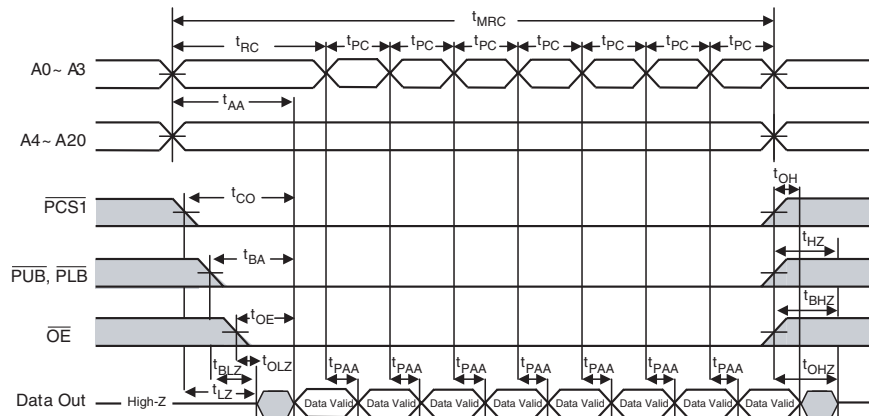 tMRC
tRC tPC tPC tPC tPC tPC tPC tPC
A0~ A3
tAA
A4~ A20
tOH
tCO
PCS1
tHZ
tBA
PUB, PLB
tBHZ
tOE
OE
tBLZ tOLZ tPAA tPAA tPAA tPAA tPAA tPAA tPAA tOHZ
tLZ
Data Out High-Z Data Valid Data Valid Data Valid Data Valid Data Valid Data Valid Data Valid Data Valid